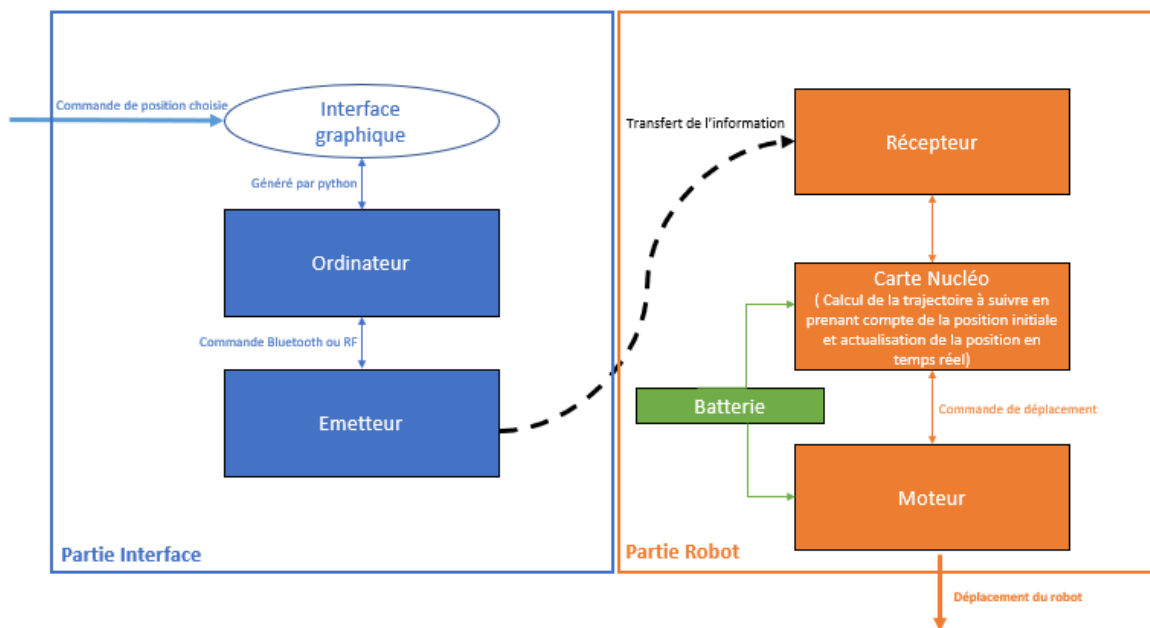 Commande de position choisie
Interface
graphique
Généré par python
Ordinateur
Commande Bluetooth ou RF
Emetteur
Partie Interface
Transfert de l'information
Récepteur
Carte Nucléo
( Calcul de la trajectoire à suivre en
prenant compte de la position initiale
et actualisation de la position en
temps réel)
Batterie
Commande de déplacement
Moteur
Partie Robot
Déplacement du robot